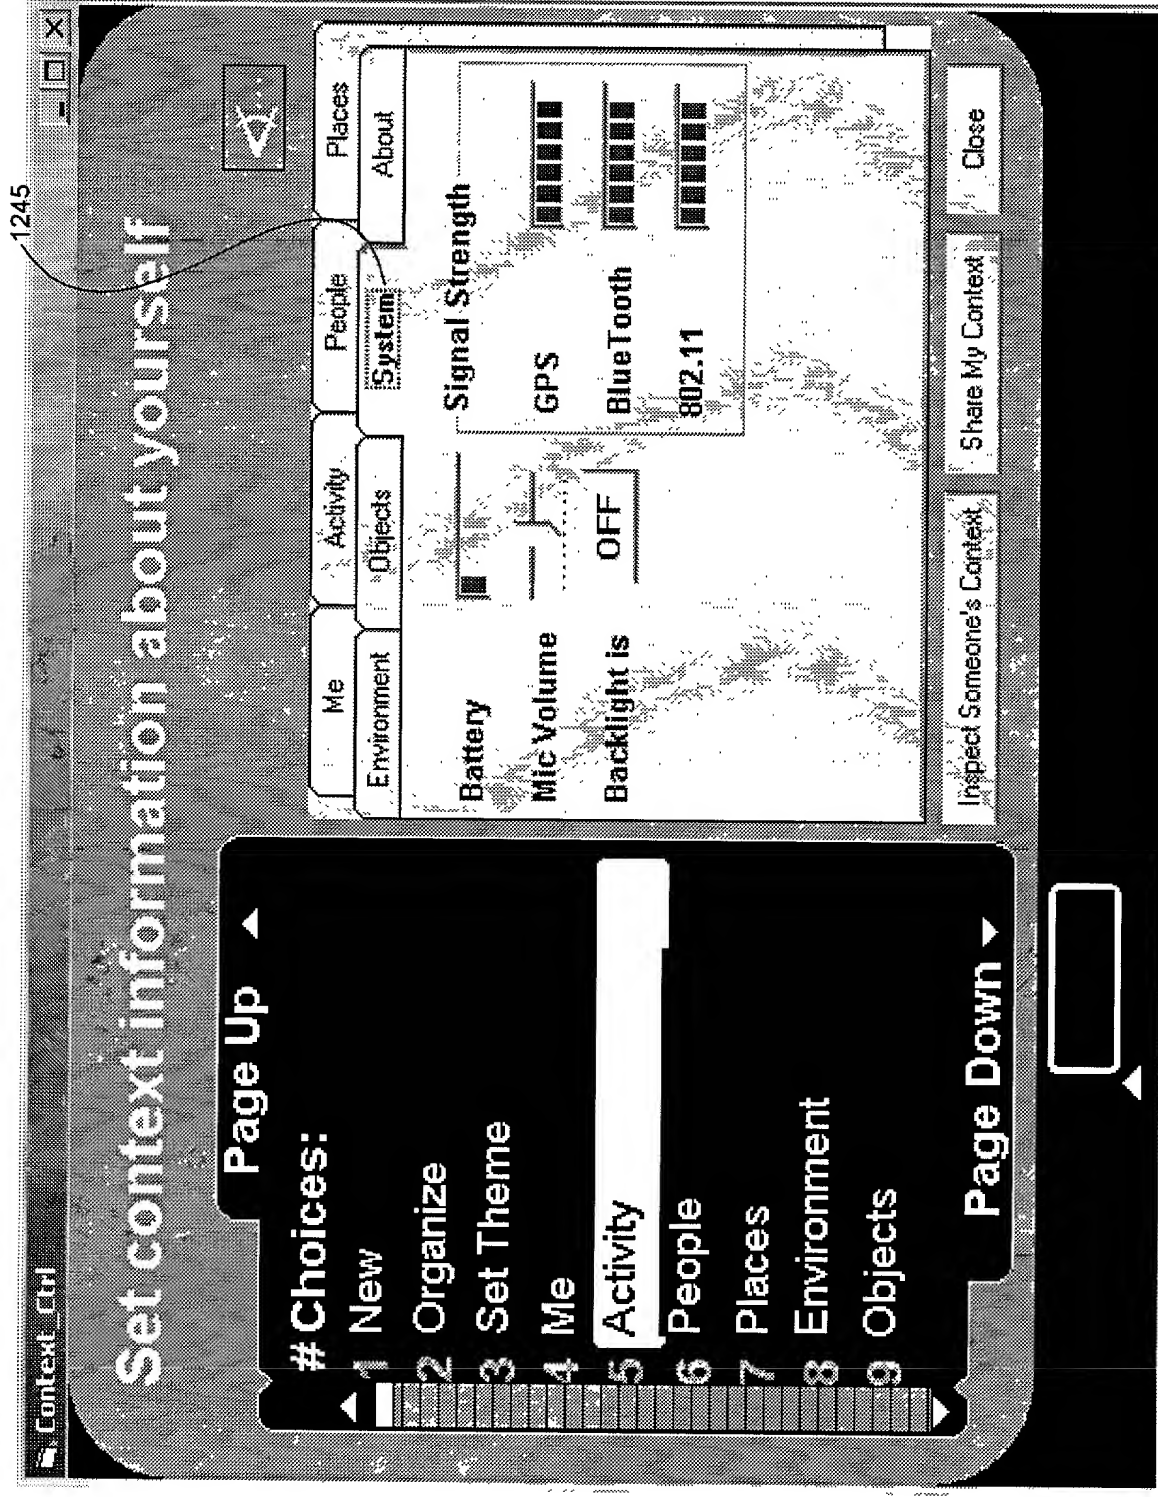 1245
Context_Ctrl
Set context information about yourself
Page Up
# Choices:
1 New
2 Organize
3 Set Theme
4 Me
5 Activity
6 People
7 Places
8 Environment
9 Objects
Page Down
Me Activity People Places
Environment Objects System About
Battery
Mic Volume
Backlight is OFF
Signal Strength
GPS
BlueTooth
802.11
Inspect Someone's Context Share My Context Close